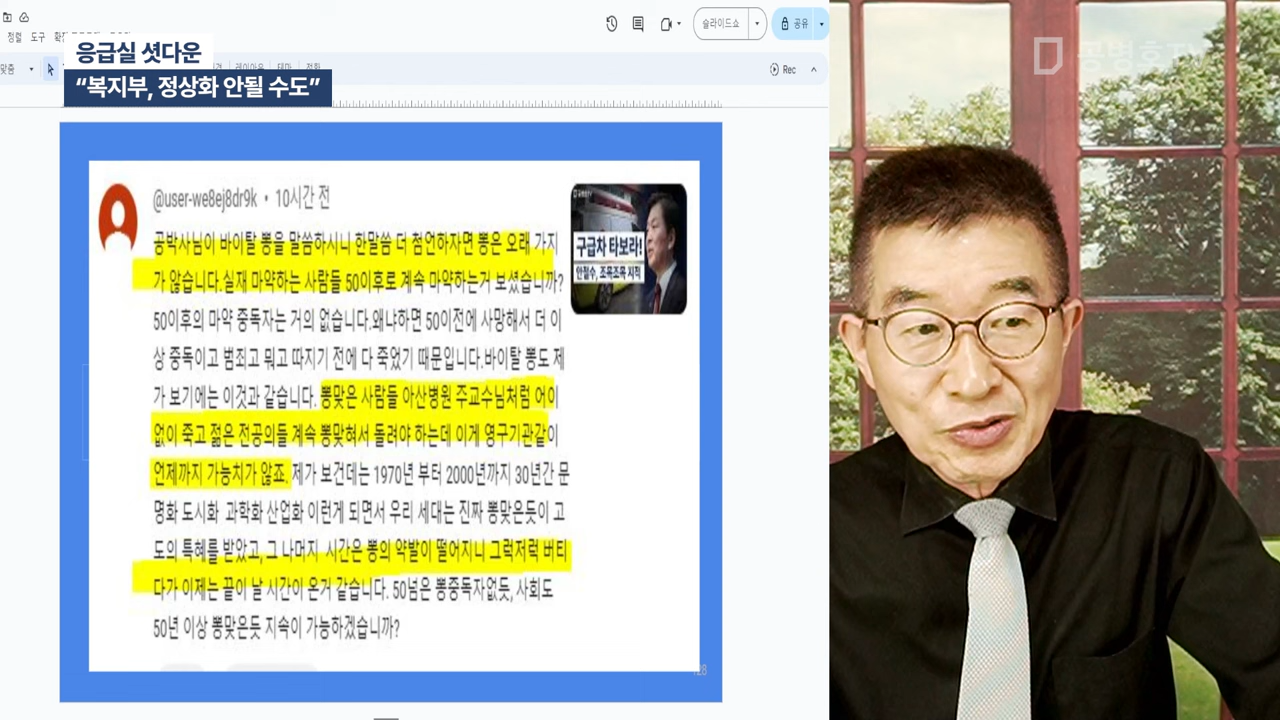 정렬 도구
슬라이드쇼
공유
응급실 셧다운
“복지부, 정상화 안될 수도”
맞춤
Rec
공병호TV
@user-we8ej8dr9k • 10시간 전
공박사님이 바이탈 뽕을 말씀하시니 한말씀 더 첨언하자면 뽕은 오래 가지
가 않습니다.실재 마약하는 사람들 50이후로 계속 마약하는거 보셨습니까?
50이후의 마약 중독자는 거의 없습니다.왜냐하면 50이전에 사망해서 더 이
상 중독이고 범죄고 뭐고 따지기 전에 다 죽었기 때문입니다.바이탈 뽕도 제
가 보기에는 이것과 같습니다. 뽕맞은 사람들 아산병원 주교수님처럼 어이
없이 죽고 젊은 전공의들 계속 뽕맞혀서 돌려야 하는데 이게 영구기관같이
언제까지 가능치가 않죠. 제가 보건데는 1970년 부터 2000년까지 30년간 문
명화 도시화 과학화 산업화 이런게 되면서 우리 세대는 진짜 뽕맞은듯이 고
도의 특혜를 받았고, 그 나머지 시간은 뽕의 약발이 떨어지니 그럭저럭 버티
다가 이제는 끝이 날 시간이 온거 같습니다. 50넘은 뽕중독자없듯, 사회도
50년 이상 뽕맞은듯 지속이 가능하겠습니까?
구급차 타보라!
안철수, 조목조목 지적
28